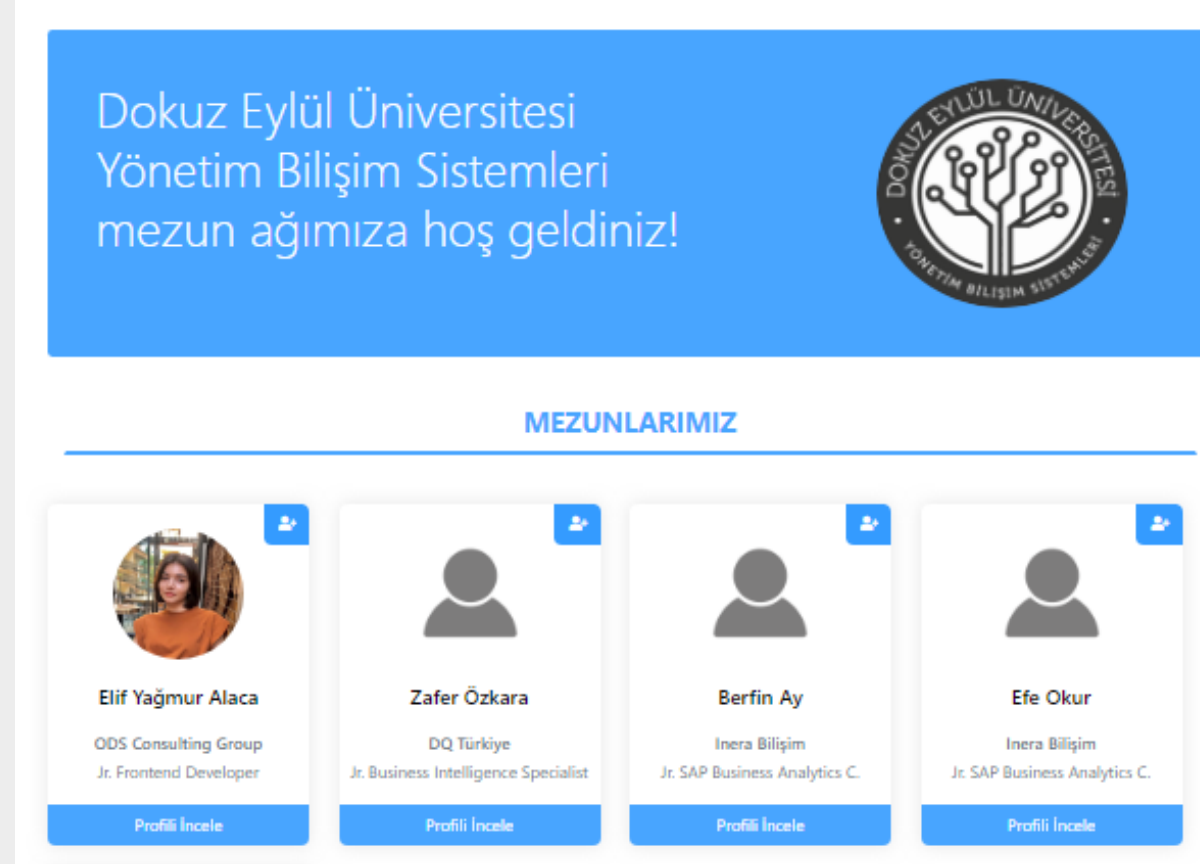 Dokuz Eylül Üniversitesi
Yönetim Bilişim Sistemleri
mezun ağımıza hoş geldiniz!
DOKUZ EYLÜL ÜNİVERSİTESİ
YÖNETİM BİLİŞİM SİSTEMLERİ
MEZUNLARIMIZ
Elif Yağmur Alaca
ODS Consulting Group
Jr. Frontend Developer
Profili İncele
Zafer Özkara
DQ Türkiye
Jr. Business Intelligence Specialist
Profili İncele
Berfin Ay
Inera Bilişim
Jr. SAP Business Analytics C.
Profili İncele
Efe Okur
Inera Bilişim
Jr. SAP Business Analytics C.
Profili İncele